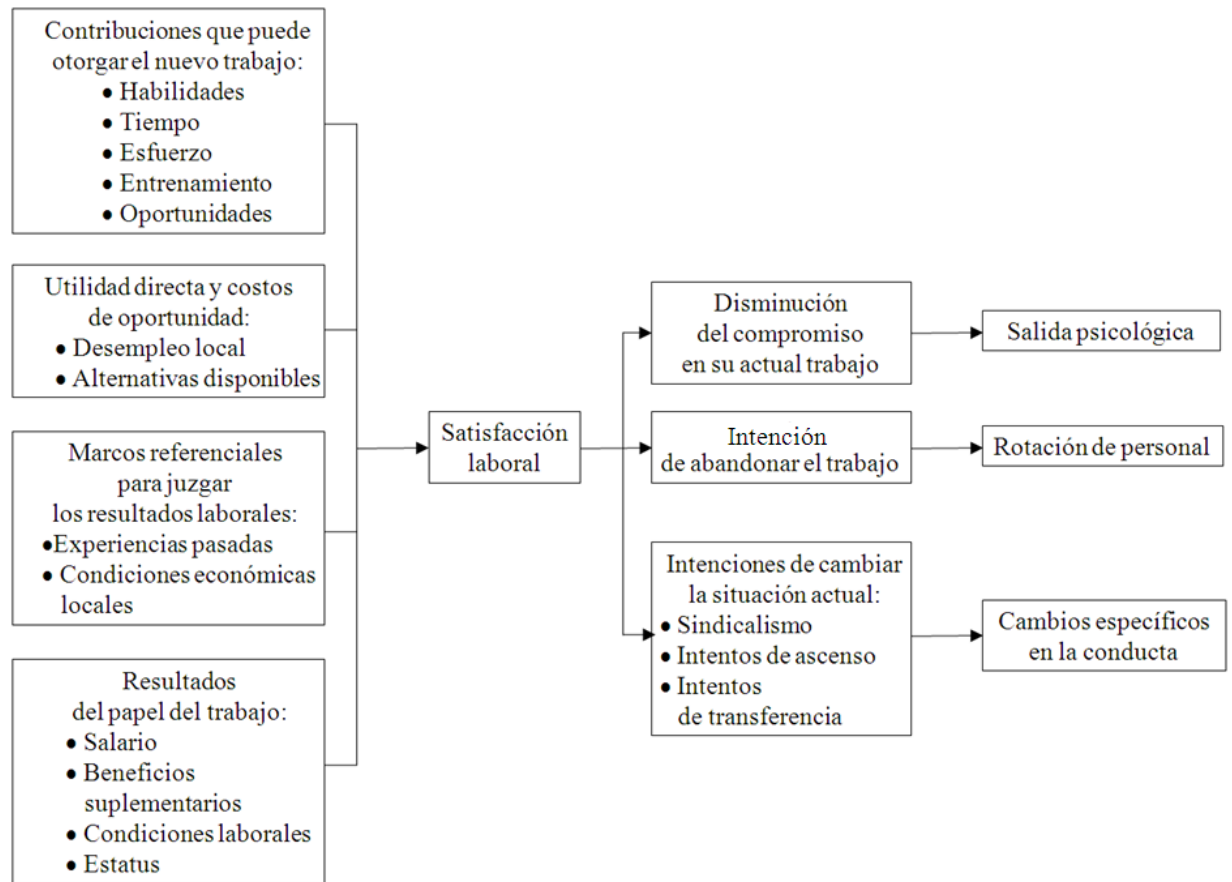 Contribuciones que puede
otorgar el nuevo trabajo:
• Habilidades
• Tiempo
• Esfuerzo
• Entrenamiento
• Oportunidades
Utilidad directa y costos
de oportunidad:
• Desempleo local
• Alternativas disponibles
Marcos referenciales
para juzgar
los resultados laborales:
•Experiencias pasadas
• Condiciones económicas
locales
Resultados
del papel del trabajo:
• Salario
• Beneficios
suplementarios
• Condiciones laborales
• Estatus
Satisfacción
laboral
Disminución
del compromiso
en su actual trabajo
Intención
de abandonar el trabajo
Intenciones de cambiar
la situación actual:
• Sindicalismo
• Intentos de ascenso
• Intentos
de transferencia
Salida psicológica
Rotación de personal
Cambios específicos
en la conducta